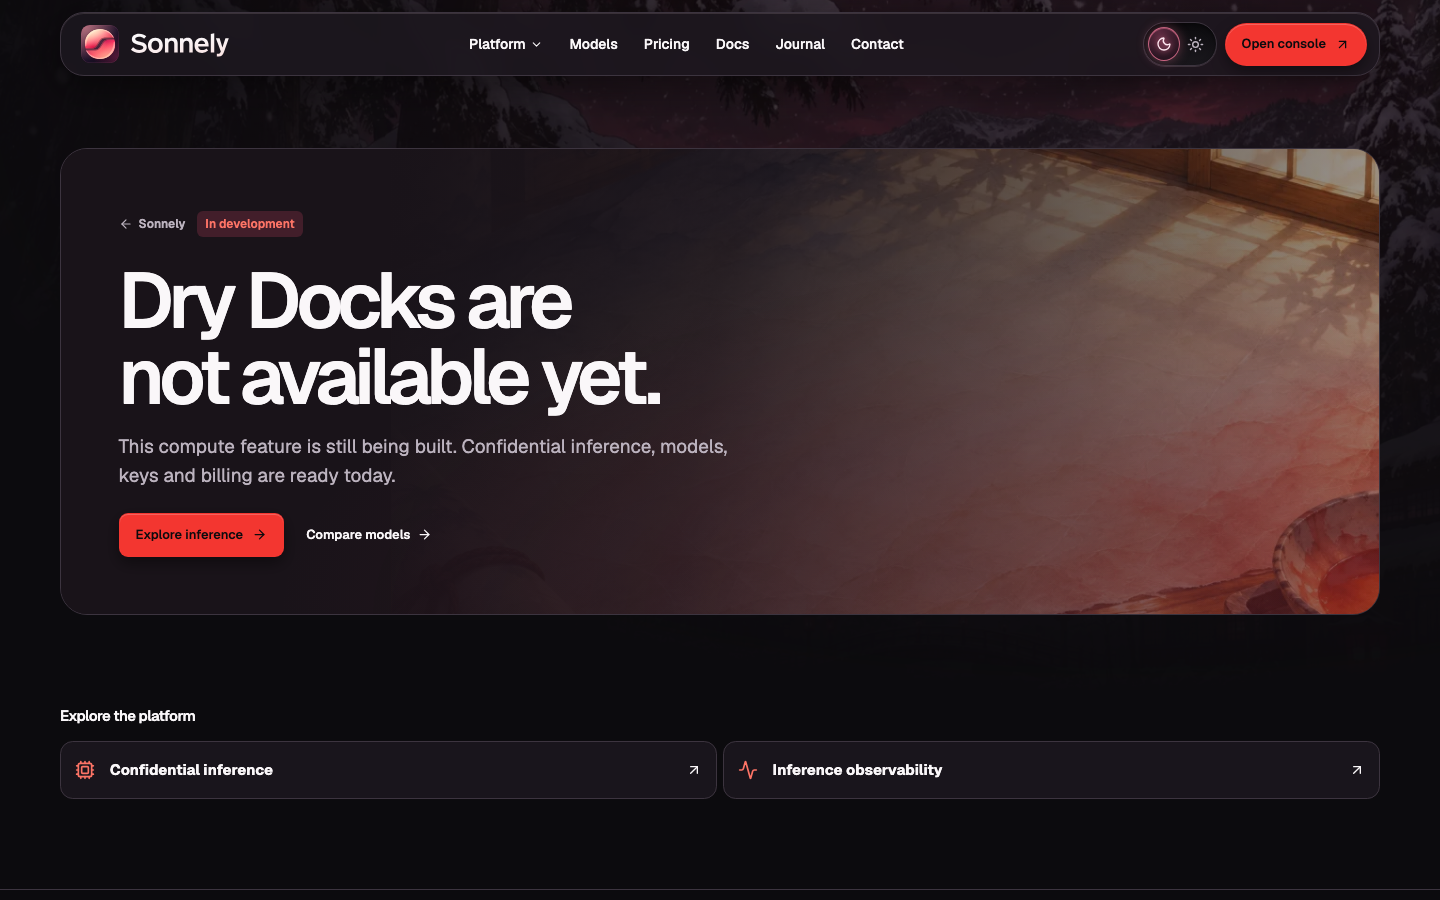 Sonnely
Platform
Models
Pricing
Docs
Journal
Contact
Open console
Sonnely
In development
Dry Docks are
not available yet.
This compute feature is still being built. Confidential inference, models,
keys and billing are ready today.
Explore inference
Compare models
Explore the platform
Confidential inference
Inference observability